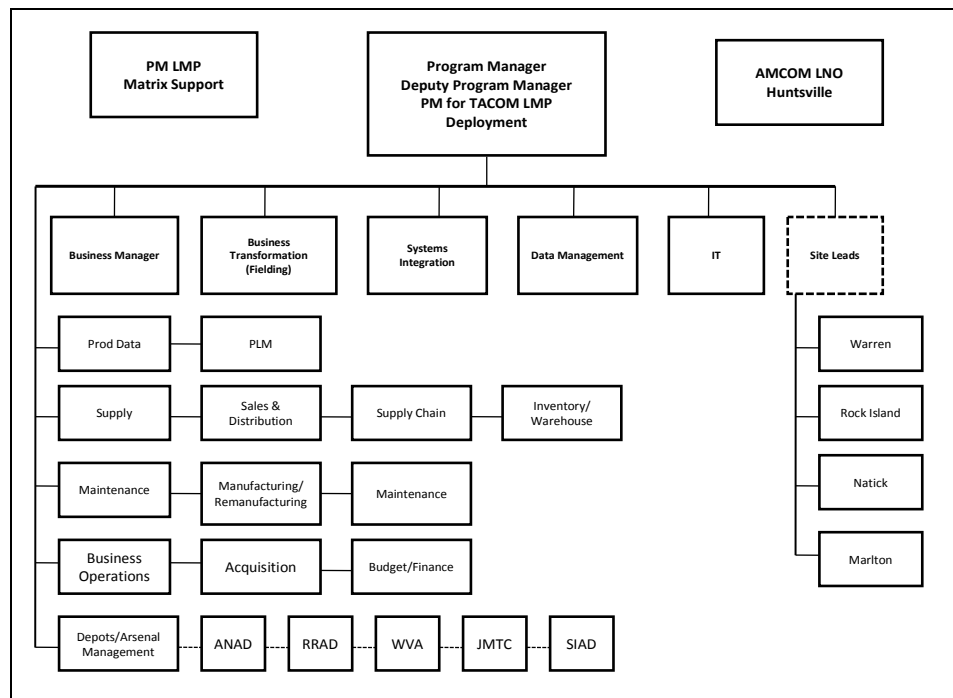 PM LMP
Matrix Support
Program Manager
Deputy Program Manager
PM for TACOM LMP
Deployment
AMCOM LNO
Huntsville
Business Manager
Business
Transformation
(Fielding)
Systems
Integration
Data Management
IT
Site Leads
Prod Data
PLM
Warren
Supply
Sales &
Distribution
Supply Chain
Inventory/
Warehouse
Rock Island
Maintenance
Manufacturing/
Remanufacturing
Maintenance
Natick
Business
Operations
Acquisition
Budget/Finance
Marlton
Depots/Arsenal
Management
ANAD
RRAD
WVA
JMTC
SIAD